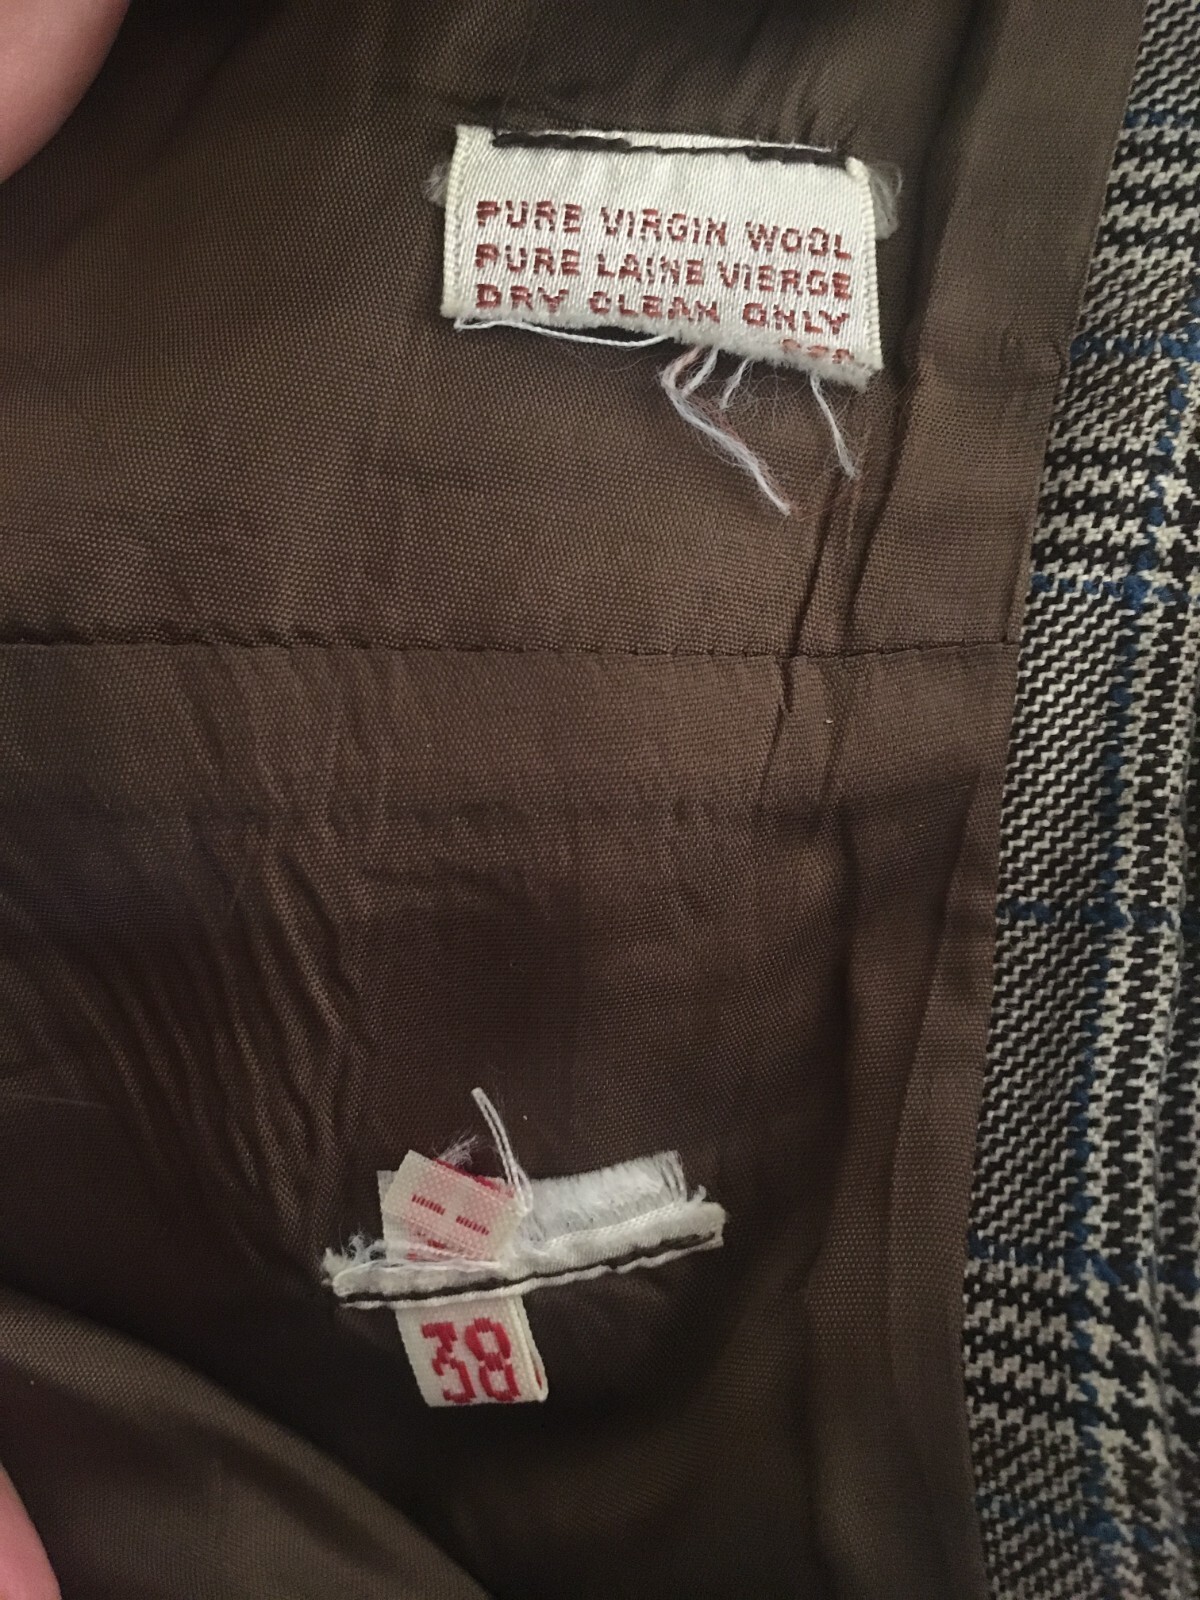 PURE VIRGIN WOOL
PURE LAINE VIERGE
DRY CLEAN ONLY
38